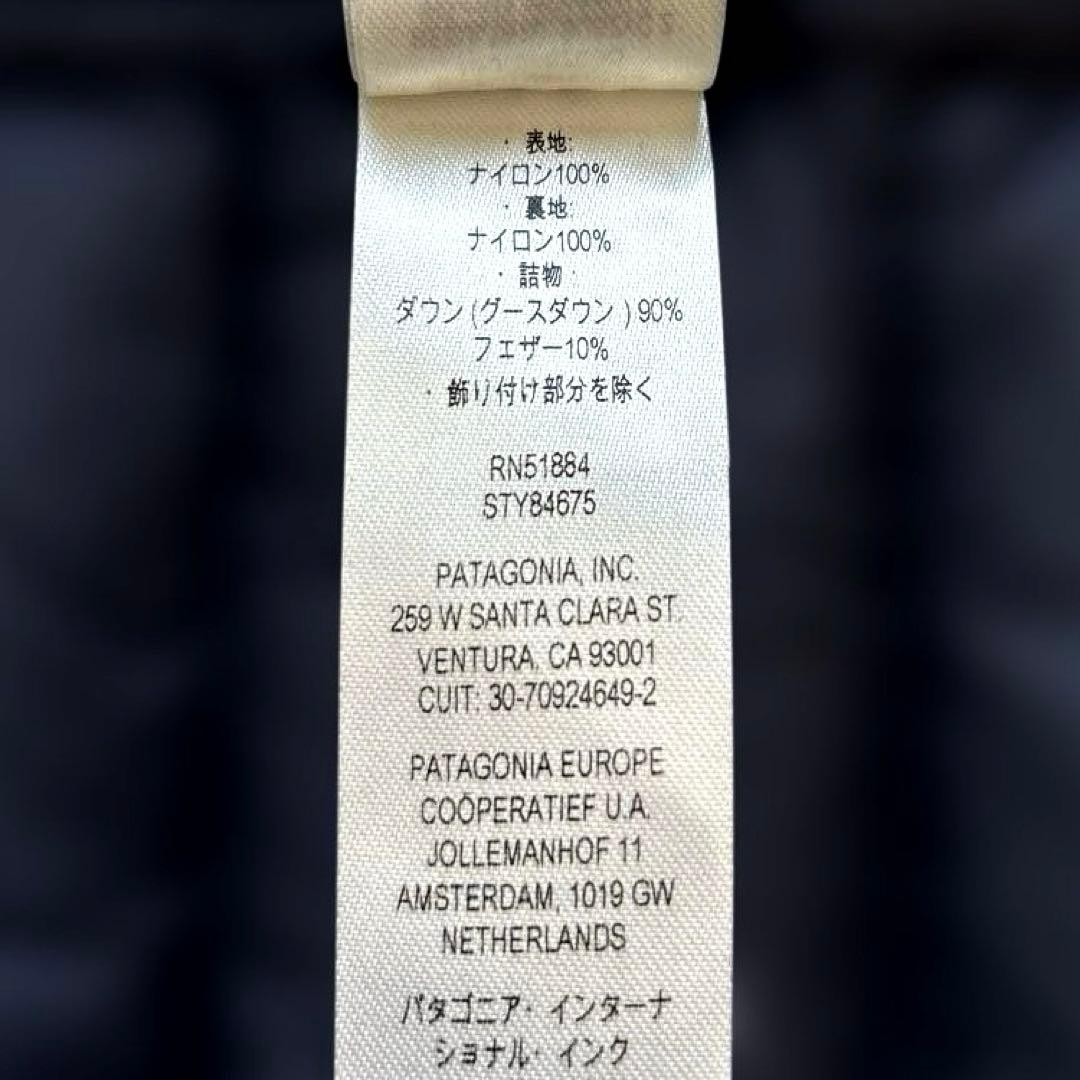 ・表地:
ナイロン100%
・裏地:
ナイロン100%
・詰物:
ダウン(グースダウン)90%
フェザー10%
・飾り付け部分を除く
RN51884
STY84675
PATAGONIA, INC.
259 W SANTA CLARA ST.
VENTURA, CA 93001
CUIT: 30-70924649-2
PATAGONIA EUROPE
COÖPERATIEF U.A.
JOLLEMANHOF 11
AMSTERDAM, 1019 GW
NETHERLANDS
パタゴニア・インターナ
ショナル・インク